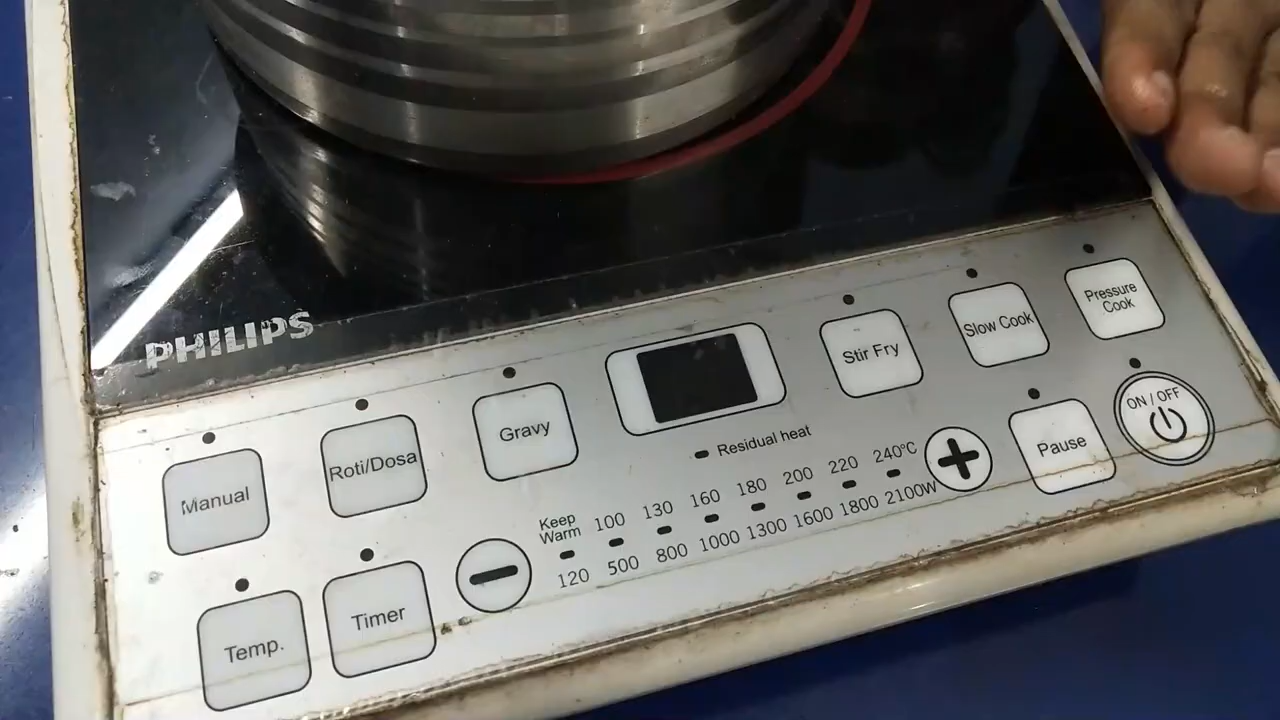 PHILIPS
Manual
Roti/Dosa
Gravy
Stir Fry
Slow Cook
Pressure
Cook
Residual heat
Temp.
Timer
Keep
Warm 100 130 160 180 200 220 240°C
120 500 800 1000 1300 1600 1800 2100W
Pause
ON / OFF